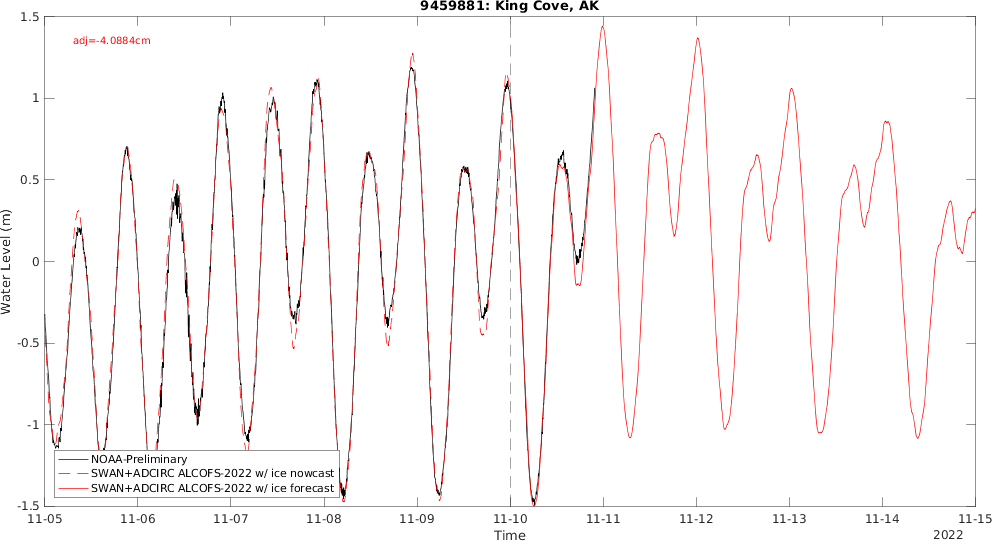 9459881: King Cove, AK
adj=-4.0884cm
Water Level (m)
1.5
1
0.5
0
-0.5
-1
-1.5
NOAA-Preliminary
SWAN+ADCIRC ALCOFS-2022 w/ ice nowcast
SWAN+ADCIRC ALCOFS-2022 w/ ice forecast
11-05 11-06 11-07 11-08 11-09 11-10 11-11 11-12 11-13 11-14 11-15
Time
2022